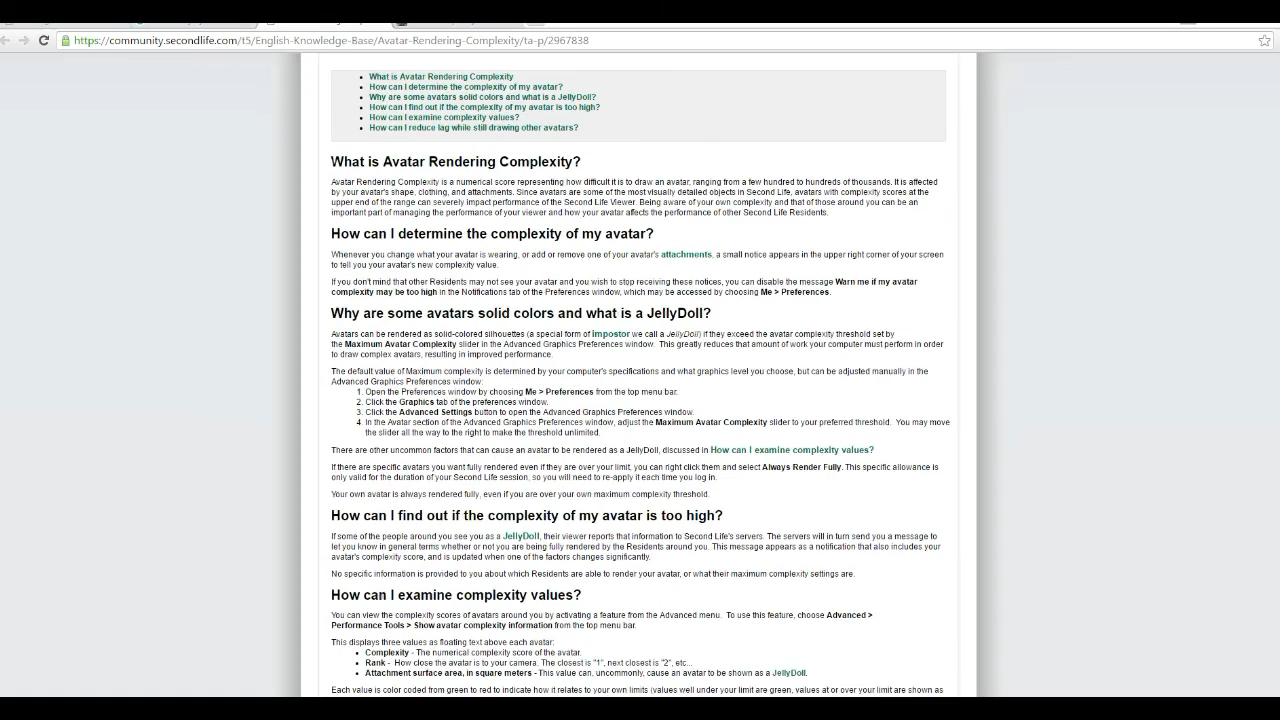 https://community.secondlife.com/t5/English-Knowledge-Base/Avatar-Rendering-Complexity/ta-p/2967838
What is Avatar Rendering Complexity
How can I determine the complexity of my avatar?
Why are some avatars solid colors and what is a JellyDoll?
How can I find out if the complexity of my avatar is too high?
How can I examine complexity values?
How can I reduce lag while still drawing other avatars?
What is Avatar Rendering Complexity?
Avatar Rendering Complexity is a numerical score representing how difficult it is to draw an avatar, ranging from a few hundred to hundreds of thousands. It is affected
by your avatar's shape, clothing, and attachments. Since avatars are some of the most visually detailed objects in Second Life, avatars with complexity scores at the
upper end of the range can severely impact performance of the Second Life Viewer. Being aware of your own complexity and that of those around you can be an
important part of managing the performance of your viewer and how your avatar affects the performance of other Second Life Residents.
How can I determine the complexity of my avatar?
Whenever you change what your avatar is wearing, or add or remove one of your avatar's attachments, a small notice appears in the upper right corner of your screen
to tell you your avatar's new complexity value.
If you don't mind that other Residents may not see your avatar and you wish to stop receiving these notices, you can disable the message Warn me if my avatar
complexity may be too high in the Notifications tab of the Preferences window, which may be accessed by choosing Me > Preferences.
Why are some avatars solid colors and what is a JellyDoll?
Avatars can be rendered as solid-colored silhouettes (a special form of impostor we call a JellyDoll) if they exceed the avatar complexity threshold set by
the Maximum Avatar Complexity slider in the Advanced Graphics Preferences window.  This greatly reduces that amount of work your computer must perform in order
to draw complex avatars, resulting in improved performance.
The default value of Maximum complexity is determined by your computer's specifications and what graphics level you choose, but can be adjusted manually in the
Advanced Graphics Preferences window:
1. Open the Preferences window by choosing Me > Preferences from the top menu bar.
2. Click the Graphics tab of the preferences window.
3. Click the Advanced Settings button to open the Advanced Graphics Preferences window.
4. In the Avatar section of the Advanced Graphics Preferences window, adjust the Maximum Avatar Complexity slider to your preferred threshold.  You may move
the slider all the way to the right to make the threshold unlimited.
There are other uncommon factors that can cause an avatar to be rendered as a JellyDoll, discussed in How can I examine complexity values?
If there are specific avatars you want fully rendered even if they are over your limit, you can right click them and select Always Render Fully. This specific allowance is
only valid for the duration of your Second Life session, so you will need to re-apply it each time you log in.
Your own avatar is always rendered fully, even if you are over your own maximum complexity threshold.
How can I find out if the complexity of my avatar is too high?
If some of the people around you see you as a JellyDoll, their viewer reports that information to Second Life's servers. The servers will in turn send you a message to
let you know in general terms whether or not you are being fully rendered by the Residents around you. This message appears as a notification that also includes your
avatar's complexity score, and is updated when one of the factors changes significantly.
No specific information is provided to you about which Residents are able to render your avatar, or what their maximum complexity settings are.
How can I examine complexity values?
You can view the complexity scores of avatars around you by activating a feature from the Advanced menu.  To use this feature, choose Advanced >
Performance Tools > Show avatar complexity information from the top menu bar.
This displays three values as floating text above each avatar:
Complexity - The numerical complexity score of the avatar.
Rank -  How close the avatar is to your camera. The closest is "1", next closest is "2", etc...
Attachment surface area, in square meters - This value can, uncommonly, cause an avatar to be shown as a JellyDoll.
Each value is color coded from green to red to indicate how it relates to your own limits (values well under your limit are green, values at or over your limit are shown as